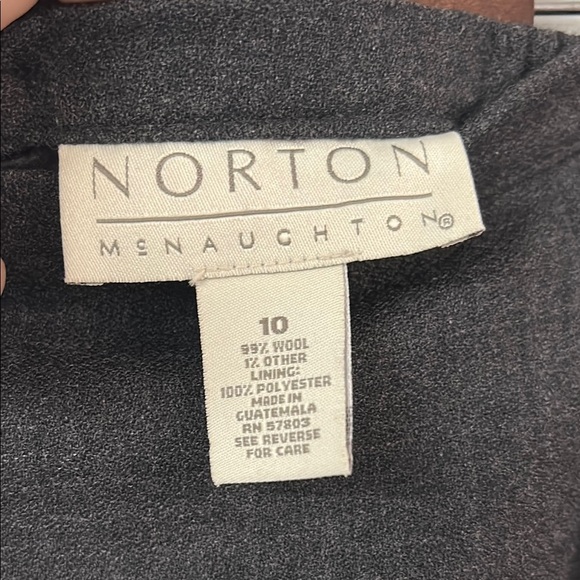 NORTON
McNAUGHTON®
10
99% WOOL
1% OTHER
LINING:
100% POLYESTER
MADE IN
GUATEMALA
RN 57803
SEE REVERSE
FOR CARE